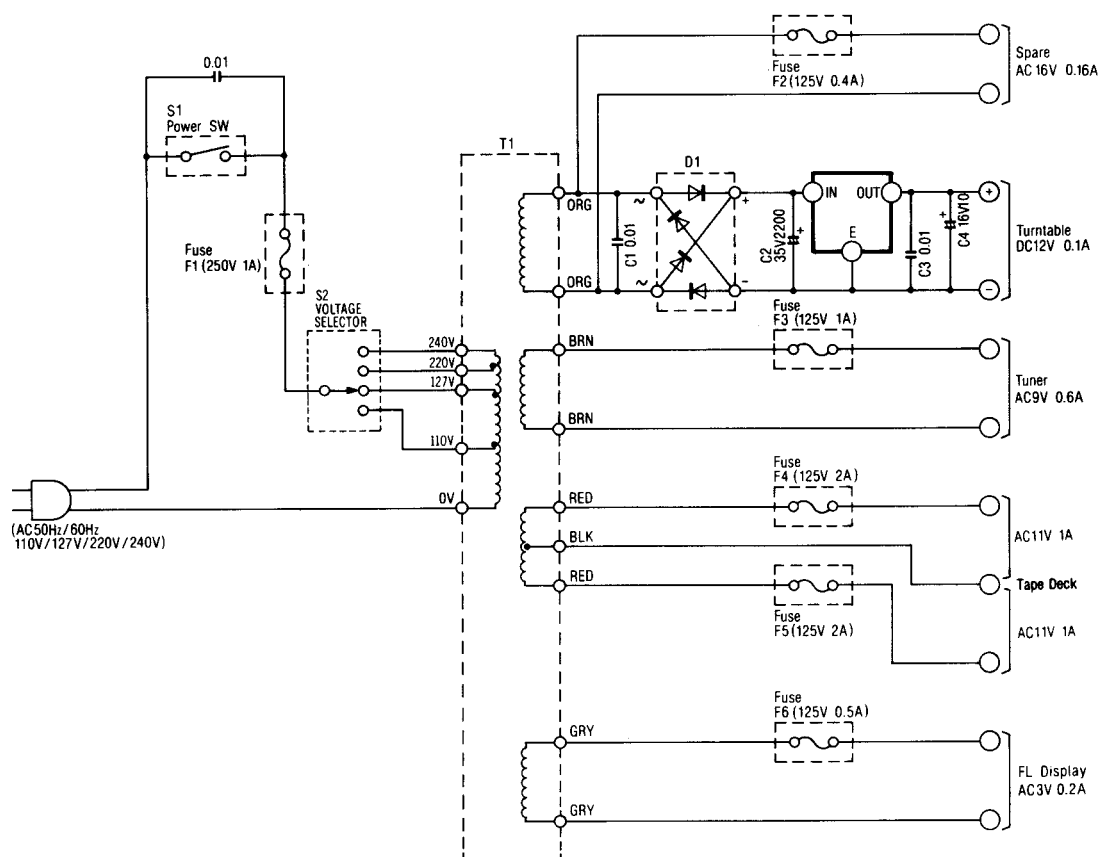 0.01
S1
Power SW
Fuse
F1 (250V 1A)
S2
VOLTAGE
SELECTOR
240V
220V
127V
110V
0V
(AC50Hz/60Hz
110V/127V/220V/240V)
T1
ORG
ORG
C1 0.01
D1
~
~
+
-
C2
35V2200
+
IN
OUT
E
C3 0.01
+
C4 16V10
+
-
Turntable
DC12V 0.1A
Fuse
F2 (125V 0.4A)
Spare
AC16V 0.16A
BRN
BRN
Fuse
F3 (125V 1A)
Tuner
AC9V 0.6A
RED
BLK
RED
Fuse
F4 (125V 2A)
Fuse
F5 (125V 2A)
AC11V 1A
Tape Deck
AC11V 1A
GRY
GRY
Fuse
F6 (125V 0.5A)
FL Display
AC3V 0.2A